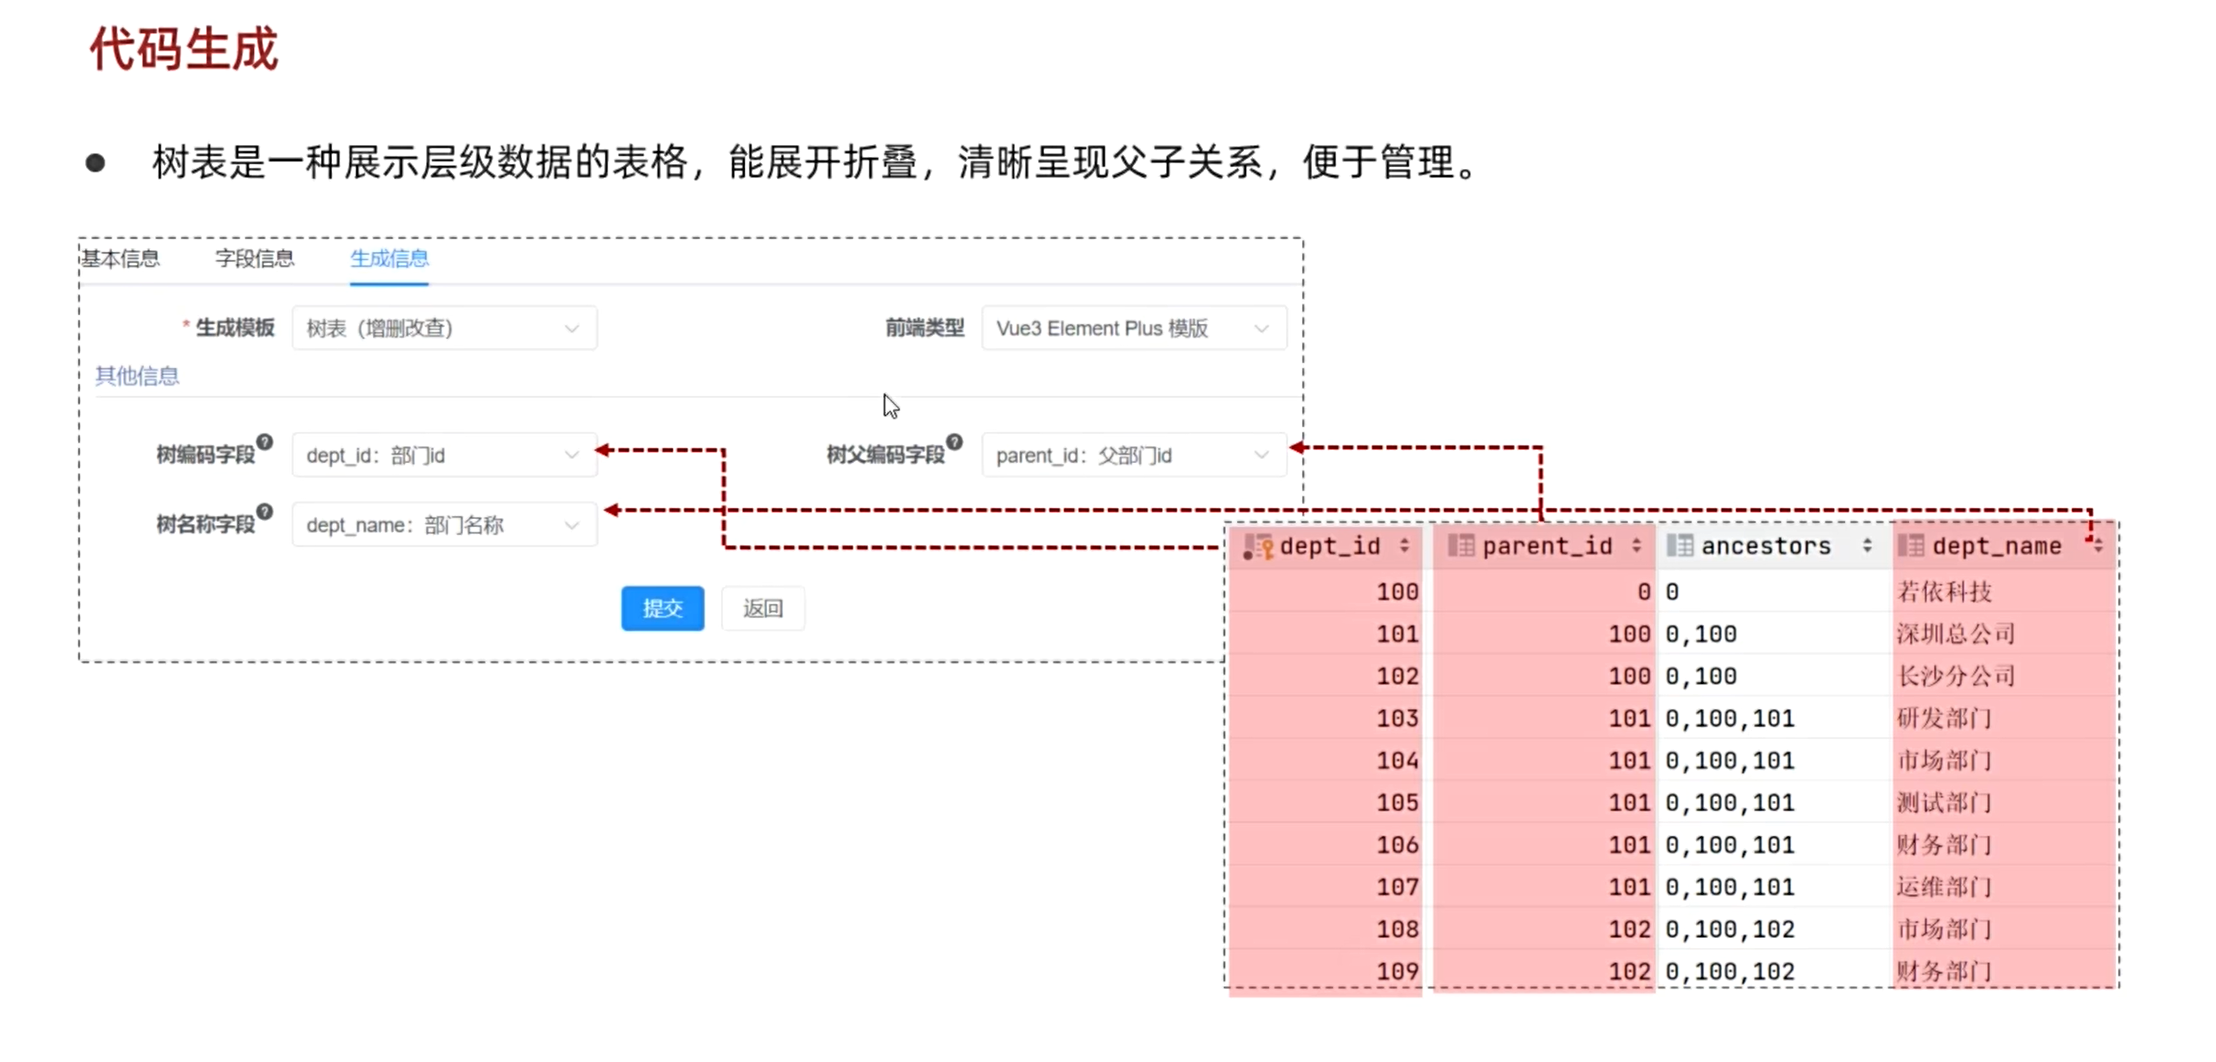 代码生成
● 树表是一种展示层级数据的表格，能展开折叠，清晰呈现父子关系，便于管理。
基本信息 字段信息 生成信息
* 生成模板 树表（增删改查） 前端类型 Vue3 Element Plus 模版
其他信息
树编码字段 ? dept_id：部门id 树父编码字段 ? parent_id：父部门id
树名称字段 ? dept_name：部门名称
提交 返回
dept_id parent_id ancestors dept_name
100 0 0 若依科技
101 100 0,100 深圳总公司
102 100 0,100 长沙分公司
103 101 0,100,101 研发部门
104 101 0,100,101 市场部门
105 101 0,100,101 测试部门
106 101 0,100,101 财务部门
107 101 0,100,101 运维部门
108 102 0,100,102 市场部门
109 102 0,100,102 财务部门